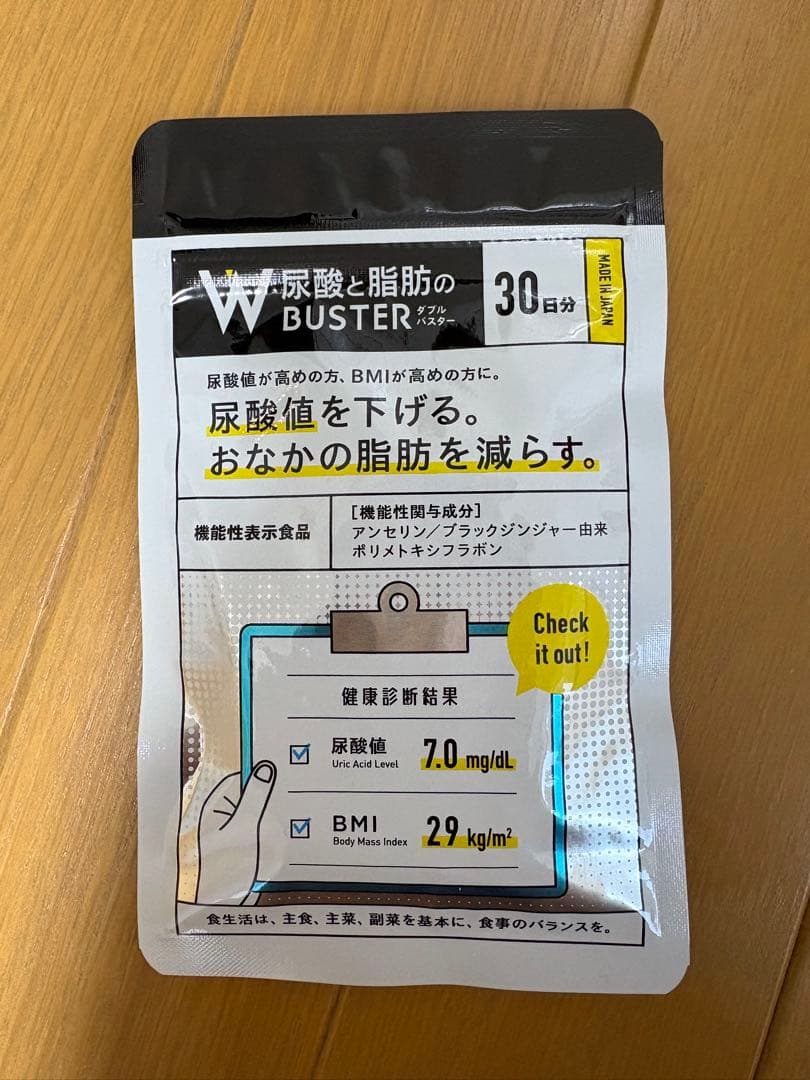 W 尿酸と脂肪の
BUSTER ダブルバスター
30日分
MADE IN JAPAN
尿酸値が高めの方、BMIが高めの方に。
尿酸値を下げる。
おなかの脂肪を減らす。
機能性表示食品
[機能性関与成分]
アンセリン／ブラックジンジャー由来
ポリメトキシフラボン
Check
it out!
健康診断結果
尿酸値 7.0 mg/dL
Uric Acid Level
BMI 29 kg/m²
Body Mass Index
食生活は、主食、主菜、副菜を基本に、食事のバランスを。